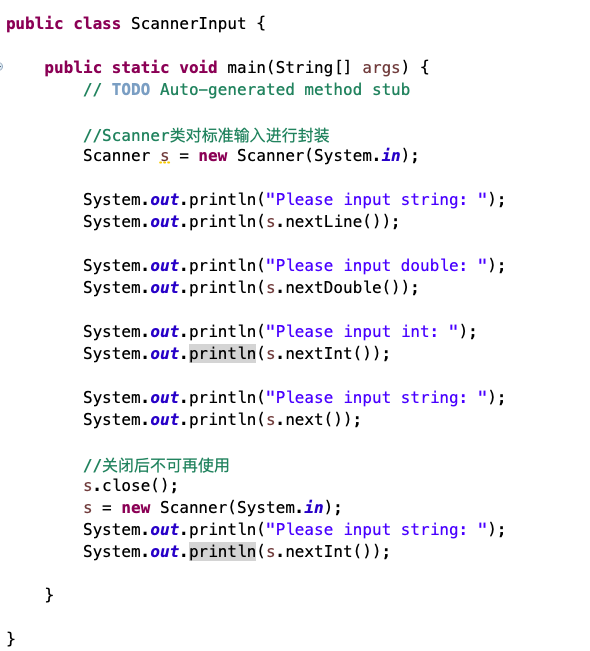 public class ScannerInput {
public static void main(String[] args) {
// TODO Auto-generated method stub
//Scanner类对标准输入进行封装
Scanner s = new Scanner(System.in);
System.out.println("Please input string: ");
System.out.println(s.nextLine());
System.out.println("Please input double: ");
System.out.println(s.nextDouble());
System.out.println("Please input int: ");
System.out.println(s.nextInt());
System.out.println("Please input string: ");
System.out.println(s.next());
//关闭后不可再使用
s.close();
s = new Scanner(System.in);
System.out.println("Please input string: ");
System.out.println(s.nextInt());
}
}